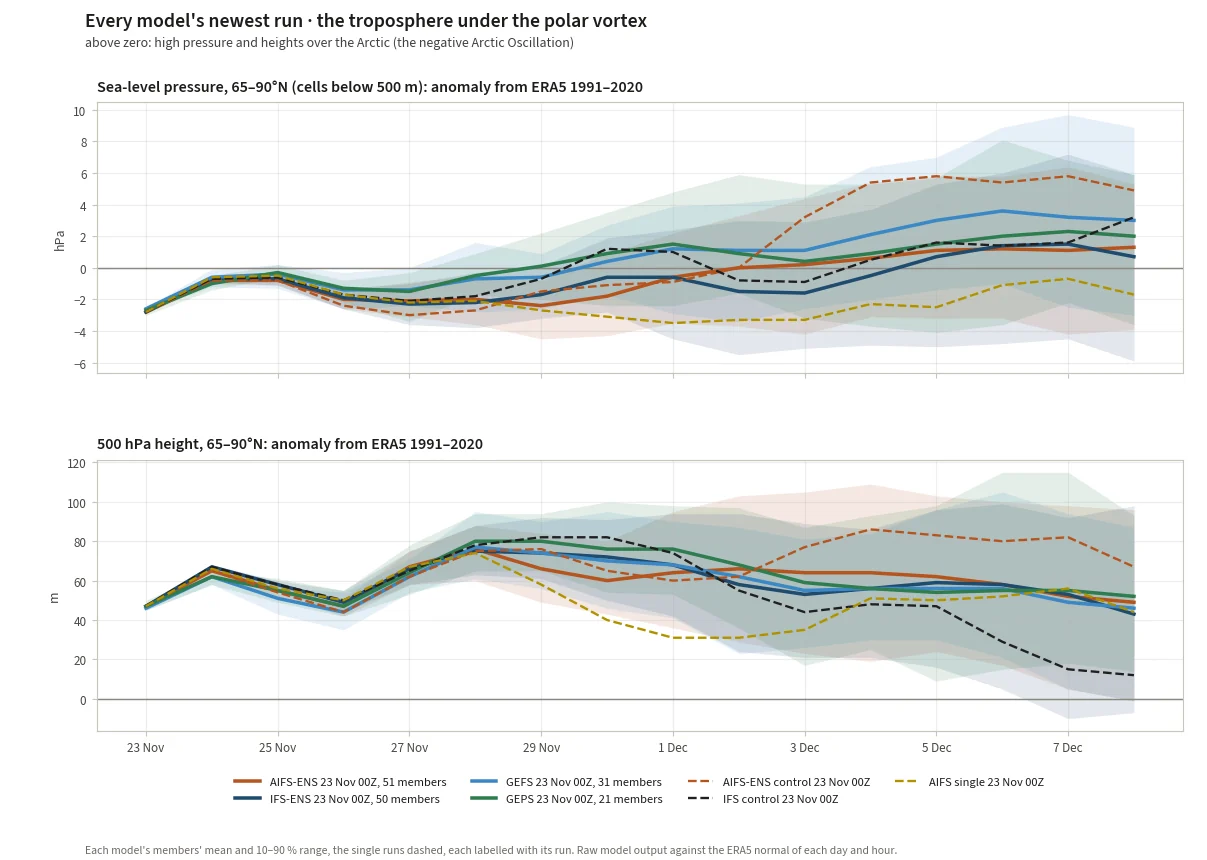 Every model's newest run · the troposphere under the polar vortex
above zero: high pressure and heights over the Arctic (the negative Arctic Oscillation)
Sea-level pressure, 65–90°N (cells below 500 m): anomaly from ERA5 1991–2020
10
8
6
4
2
0
−2
−4
−6
hPa
500 hPa height, 65–90°N: anomaly from ERA5 1991–2020
120
100
80
60
40
20
0
m
23 Nov 25 Nov 27 Nov 29 Nov 1 Dec 3 Dec 5 Dec 7 Dec
AIFS-ENS 23 Nov 00Z, 51 members GEFS 23 Nov 00Z, 31 members AIFS-ENS control 23 Nov 00Z AIFS single 23 Nov 00Z
IFS-ENS 23 Nov 00Z, 50 members GEPS 23 Nov 00Z, 21 members IFS control 23 Nov 00Z
Each model's members' mean and 10–90 % range, the single runs dashed, each labelled with its run. Raw model output against the ERA5 normal of each day and hour.